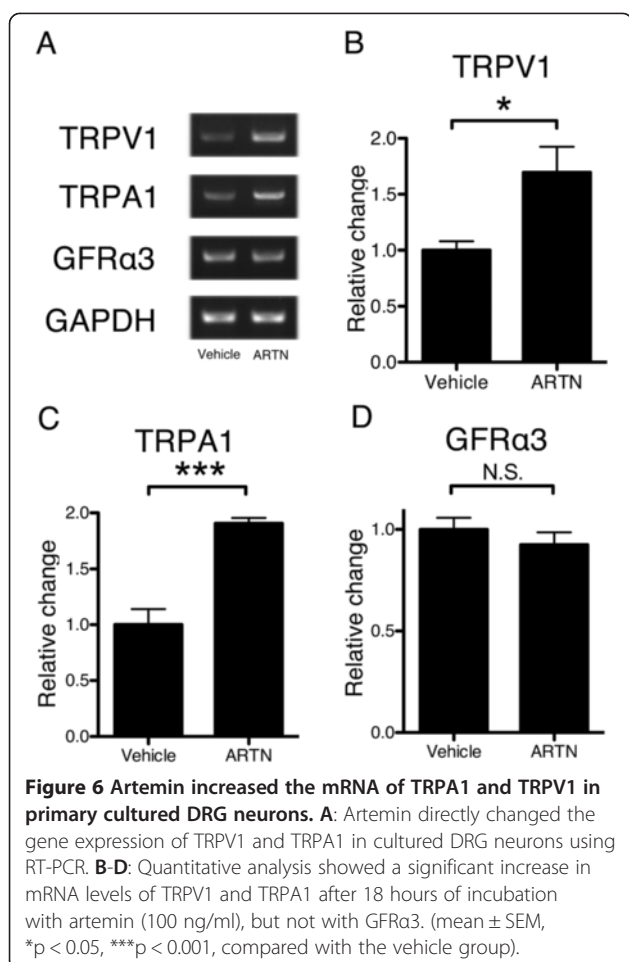 A
TRPV1
TRPA1
GFRα3
GAPDH
Vehicle ARTN
B
TRPV1
*
Relative change
2.0
1.5
1.0
0.5
0.0
Vehicle ARTN
C
TRPA1
***
Relative change
2.0
1.5
1.0
0.5
0.0
Vehicle ARTN
D
GFRα3
N.S.
Relative change
1.0
0.5
0.0
Vehicle ARTN
Figure 6 Artemin increased the mRNA of TRPA1 and TRPV1 in
primary cultured DRG neurons. A: Artemin directly changed the
gene expression of TRPV1 and TRPA1 in cultured DRG neurons using
RT-PCR. B-D: Quantitative analysis showed a significant increase in
mRNA levels of TRPV1 and TRPA1 after 18 hours of incubation
with artemin (100 ng/ml), but not with GFRα3. (mean ± SEM,
*p < 0.05, ***p < 0.001, compared with the vehicle group).